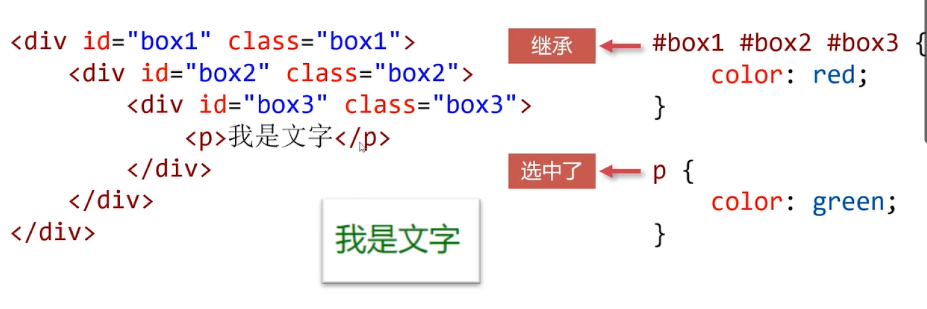 <div id="box1" class="box1">
<div id="box2" class="box2">
<div id="box3" class="box3">
<p>我是文字</p>
</div>
</div>
</div>
我是文字
继承
#box1 #box2 #box3 {
color: red;
}
选中了
p {
color: green;
}